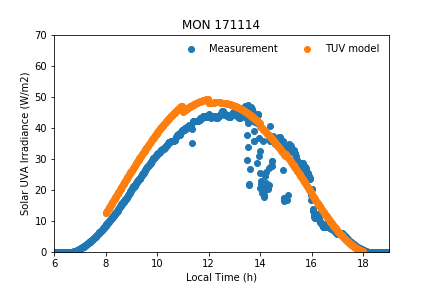 MON 171114
Measurement
TUV model
Solar UVA Irradiance (W/m2)
70
60
50
40
30
20
10
0
6 8 10 12 14 16 18
Local Time (h)